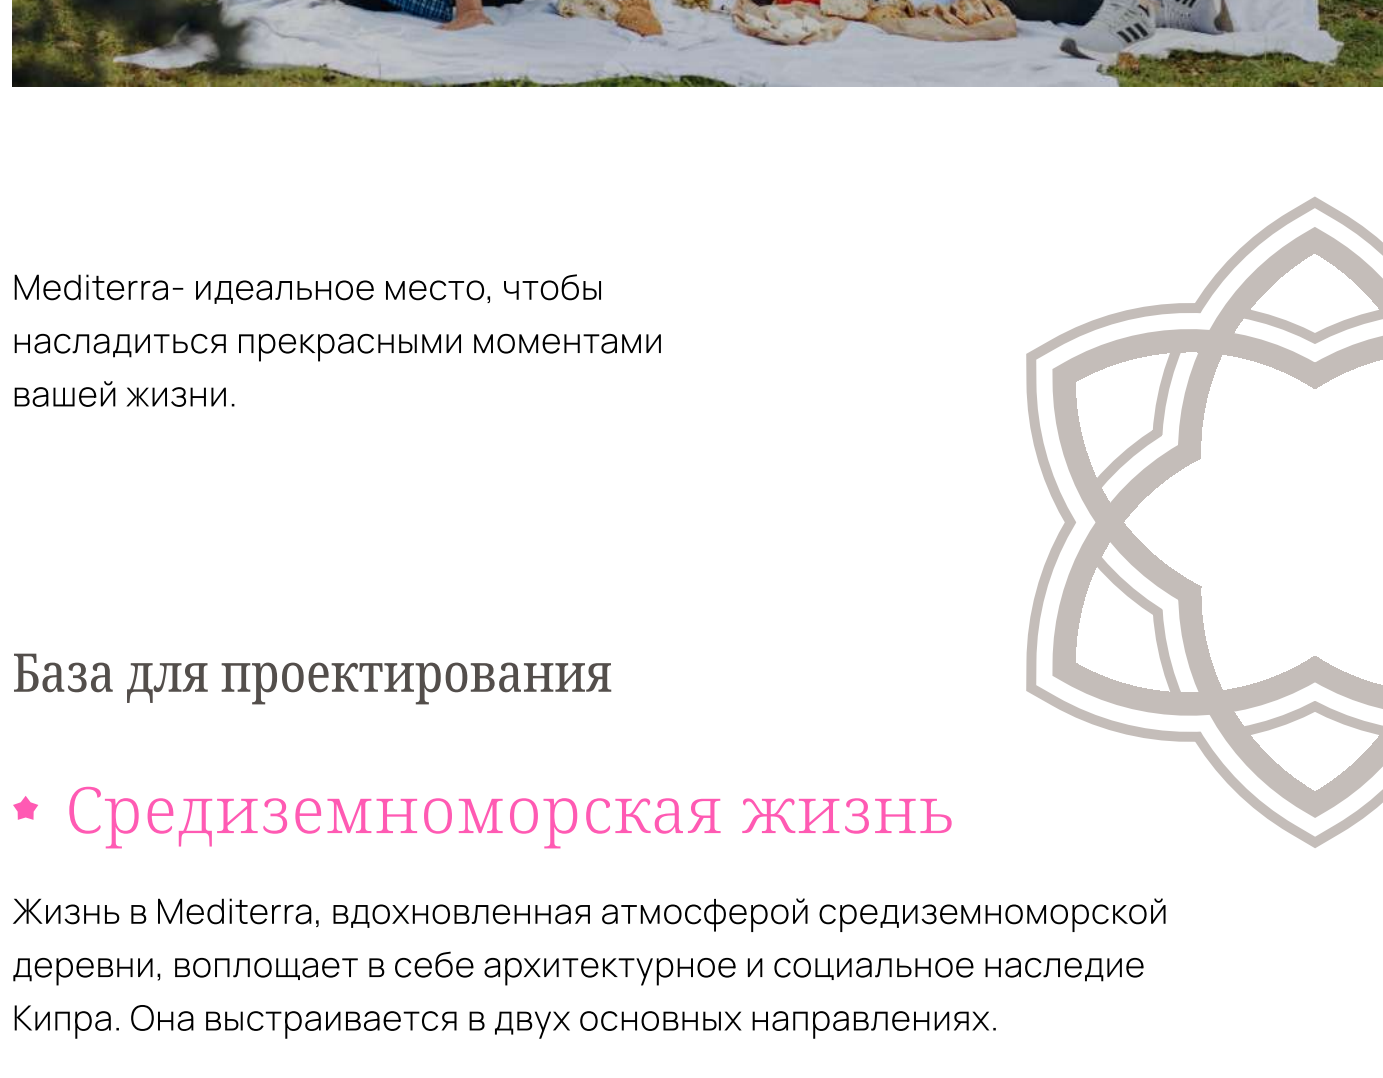 Mediterra- идеальное место, чтобы
насладиться прекрасными моментами
вашей жизни.
База для проектирования
Средиземноморская жизнь
Жизнь в Mediterra, вдохновленная атмосферой средиземноморской
деревни, воплощает в себе архитектурное и социальное наследие
Кипра. Она выстраивается в двух основных направлениях.